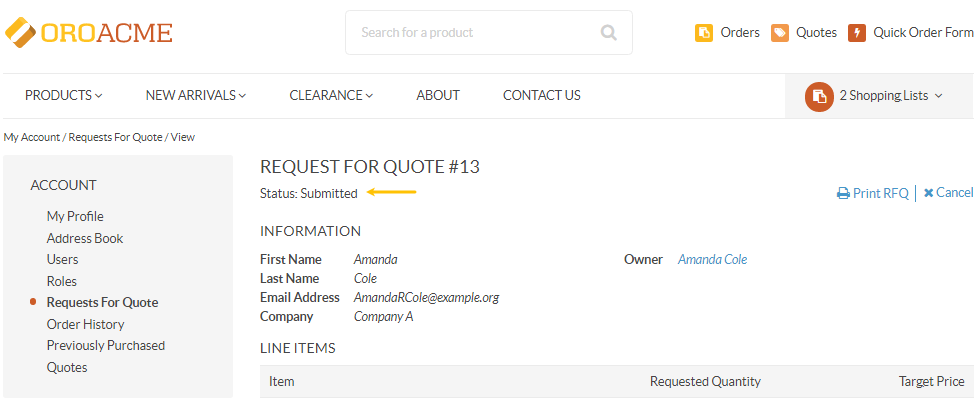 OROACME
Search for a product
Orders
Quotes
Quick Order Form
PRODUCTS
NEW ARRIVALS
CLEARANCE
ABOUT
CONTACT US
2 Shopping Lists
My Account / Requests For Quote / View
ACCOUNT
My Profile
Address Book
Users
Roles
Requests For Quote
Order History
Previously Purchased
Quotes
REQUEST FOR QUOTE #13
Status: Submitted
Print RFQ
Cancel
INFORMATION
First Name Amanda
Last Name Cole
Email Address AmandaRCole@example.org
Company Company A
Owner Amanda Cole
LINE ITEMS
Item Requested Quantity Target Price